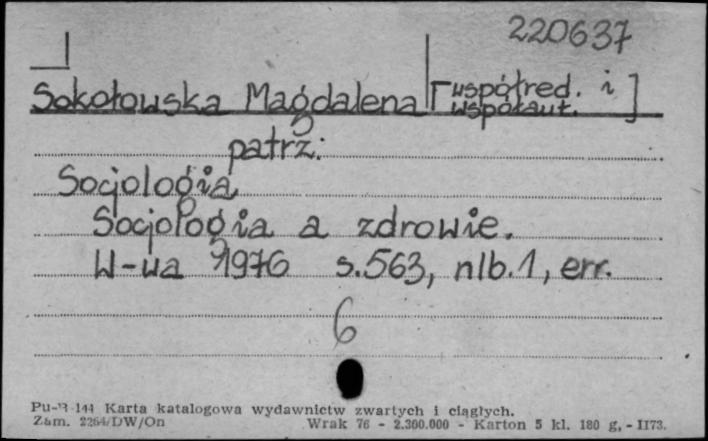 220637
Sokołowska Magdalena [współred. i
współaut.]
patrz:
Socjologia
Socjologia a zdrowie.
W-wa 1976 s.563, nlb.1, err.
6
Pu-B 144 Karta katalogowa wydawnictw zwartych i ciągłych.
Zam. 2264/DW/On Wrak 76 - 2.300.000 - Karton 5 kl. 180 g, - II73.